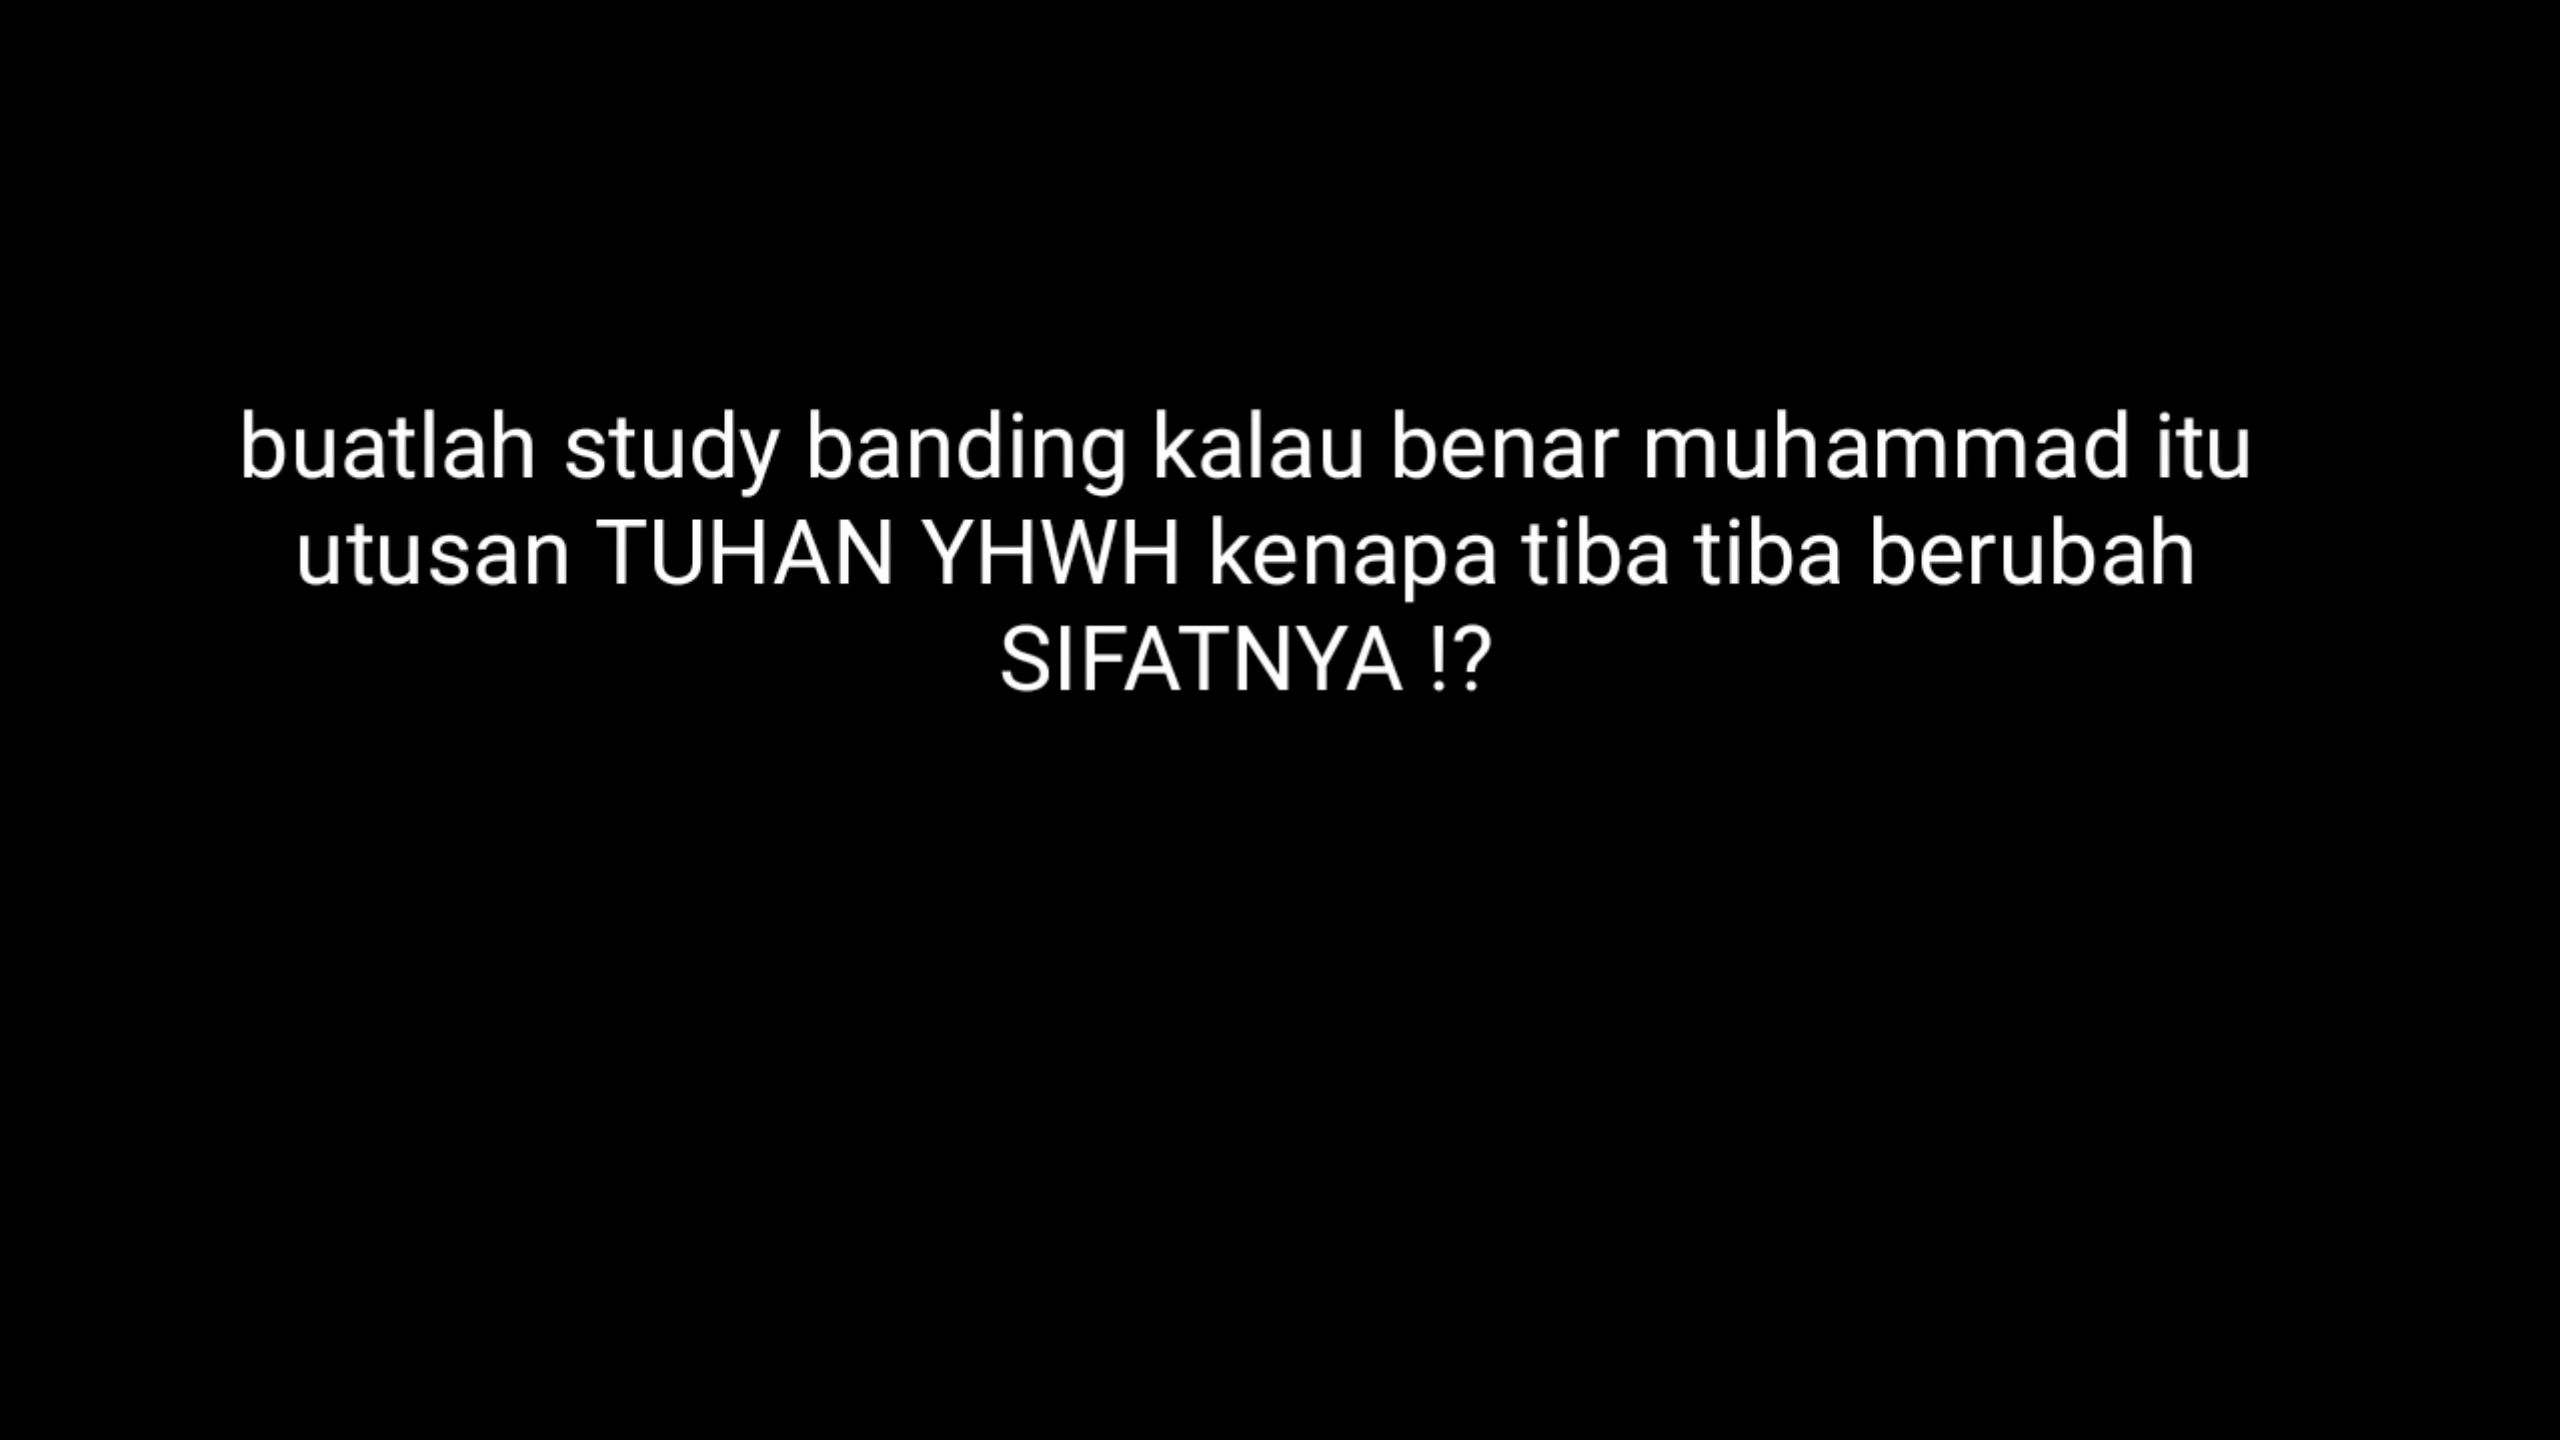 buatlah study banding kalau benar muhammad itu
utusan TUHAN YHWH kenapa tiba tiba berubah
SIFATNYA !?